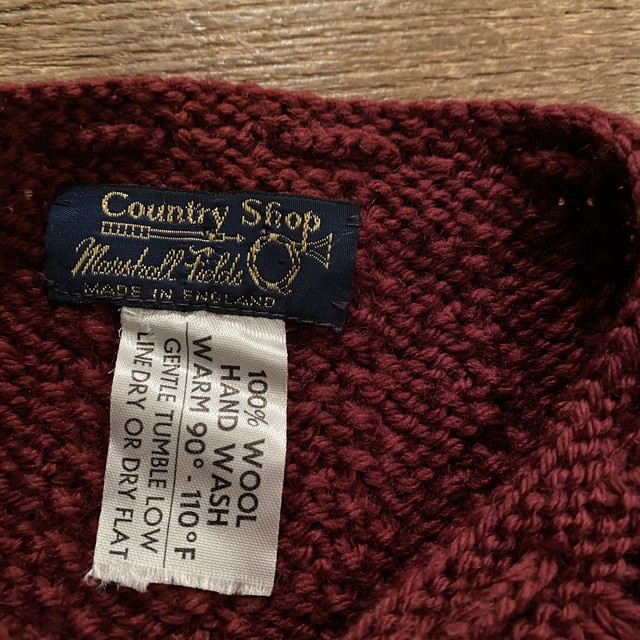 Country Shop
Marshall Fields
MADE IN ENGLAND
100% WOOL
HAND WASH
WARM 90° - 110°F
GENTLE TUMBLE LOW
LINE DRY OR DRY FLAT